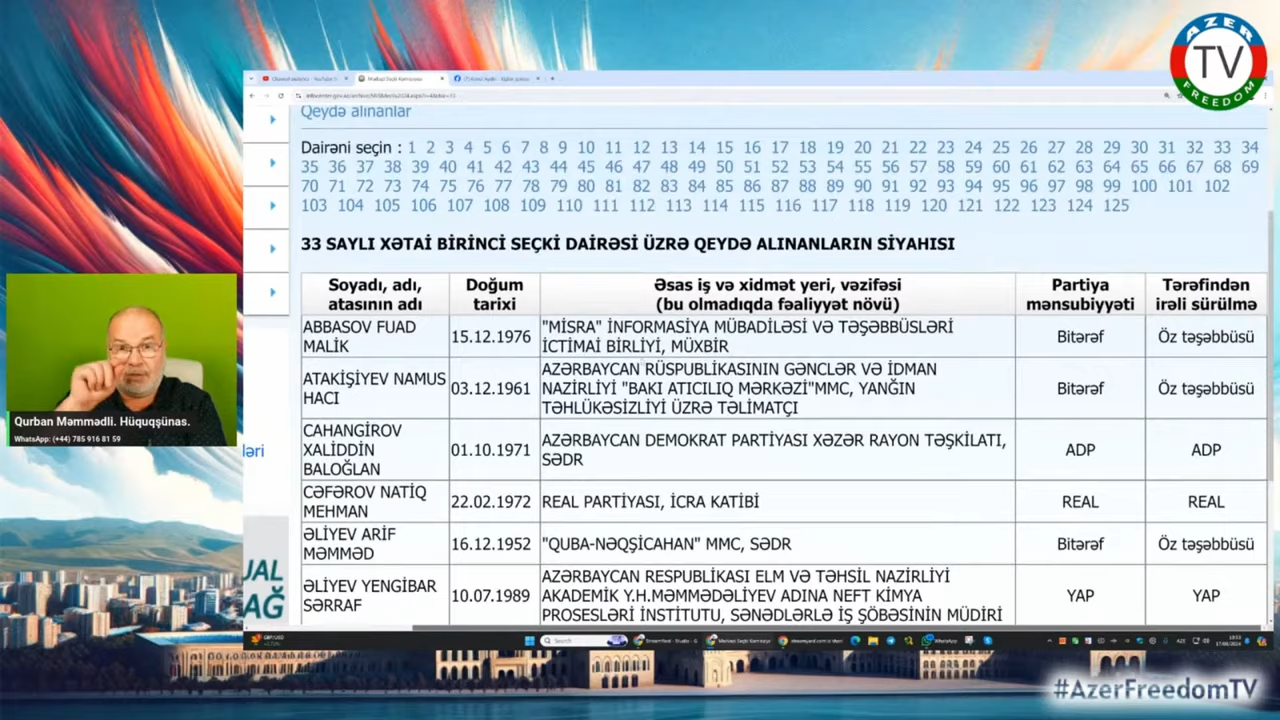 AZER
TV
FREEDOM
Qeydə alınanlar
Dairəni seçin : 1 2 3 4 5 6 7 8 9 10 11 12 13 14 15 16 17 18 19 20 21 22 23 24 25 26 27 28 29 30 31 32 33 34
35 36 37 38 39 40 41 42 43 44 45 46 47 48 49 50 51 52 53 54 55 56 57 58 59 60 61 62 63 64 65 66 67 68 69
70 71 72 73 74 75 76 77 78 79 80 81 82 83 84 85 86 87 88 89 90 91 92 93 94 95 96 97 98 99 100 101 102
103 104 105 106 107 108 109 110 111 112 113 114 115 116 117 118 119 120 121 122 123 124 125
33 SAYLI XƏTAİ BİRİNCİ SEÇKİ DAİRƏSİ ÜZRƏ QEYDƏ ALINANLARIN SİYAHISI
Soyadı, adı,
atasının adı
Doğum
tarixi
Əsas iş və xidmət yeri, vəzifəsi
(bu olmadıqda fəaliyyət növü)
Partiya
mənsubiyyəti
Tərəfindən
irəli sürülmə
ABBASOV FUAD
MALİK
15.12.1976
"MİSRA" İNFORMASİYA MÜBADİLƏSİ VƏ TƏŞƏBBÜSLƏRİ
İCTİMAİ BİRLİYİ, MÜXBİR
Bitərəf
Öz təşəbbüsü
ATAKİŞİYEV NAMUS
HACI
03.12.1961
AZƏRBAYCAN RÜSPUBLİKASININ GƏNCLƏR VƏ İDMAN
NAZİRLİYİ "BAKI ATICILIQ MƏRKƏZİ"MMC, YANĞIN
TƏHLÜKƏSİZLİYİ ÜZRƏ TƏLİMATÇI
Bitərəf
Öz təşəbbüsü
CAHANGİROV
XALİDDİN
BALOĞLAN
01.10.1971
AZƏRBAYCAN DEMOKRAT PARTİYASI XƏZƏR RAYON TƏŞKİLATI,
SƏDR
ADP
ADP
CƏFƏROV NATİQ
MEHMAN
22.02.1972
REAL PARTİYASI, İCRA KATİBİ
REAL
REAL
ƏLİYEV ARİF
MƏMMƏD
16.12.1952
"QUBA-NƏQŞİCAHAN" MMC, SƏDR
Bitərəf
Öz təşəbbüsü
ƏLİYEV YENGİBAR
SƏRRAF
10.07.1989
AZƏRBAYCAN RESPUBLİKASI ELM VƏ TƏHSİL NAZİRLİYİ
AKADEMİK Y.H.MƏMMƏDƏLİYEV ADINA NEFT KİMYA
PROSESLƏRİ İNSTİTUTU, SƏNƏDLƏRLƏ İŞ ŞÖBƏSİNİN MÜDİRİ
YAP
YAP
Qurban Məmmədli. Hüquqşünas.
WhatsApp: (+44) 785 916 81 59
ləri
UAL
AĞ
Search
WhatsApp
#AzerFreedomTV